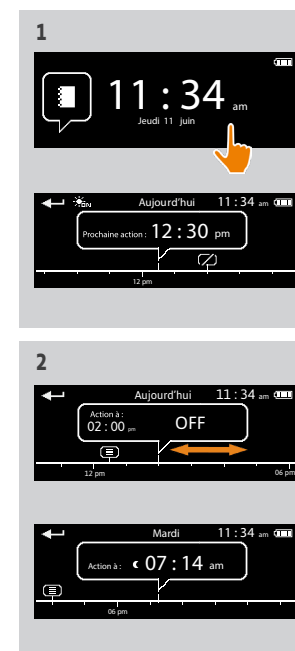 1
11 : 34 am
Jeudi 11 juin
ON Aujourd'hui 11 : 34 am
Prochaine action : 12 : 30 pm
12 pm
2
Aujourd'hui 11 : 34 am
Action à :
02 : 00 pm OFF
12 pm 06 pm
Mardi 11 : 34 am
Action à : 07 : 14 am
06 pm